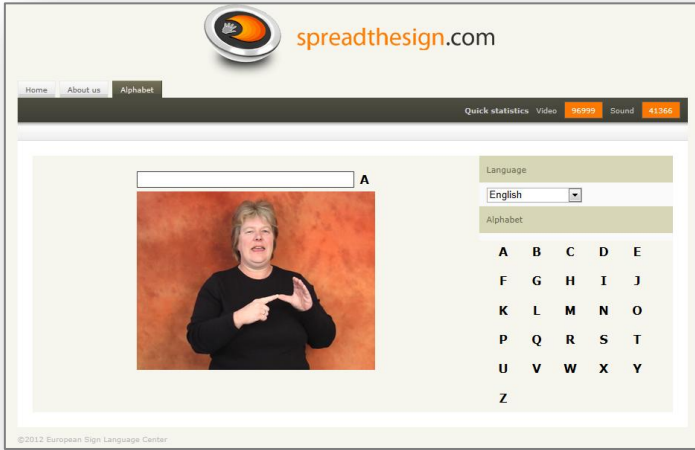 spreadthesign.com
Home About us Alphabet
Quick statistics Video 96999 Sound 41366
Language
A
English
Alphabet
A B C D E
F G H I J
K L M N O
P Q R S T
U V W X Y
Z
©2012 European Sign Language Center